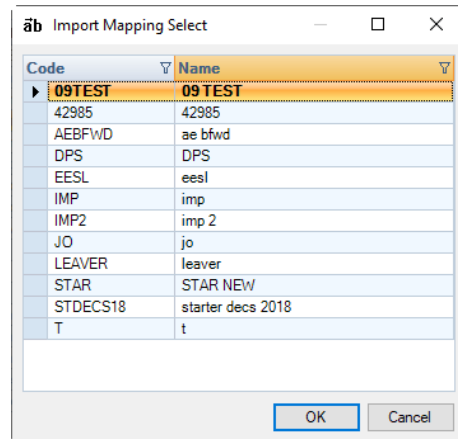 äb Import Mapping Select
Code Name
09TEST 09 TEST
42985 42985
AEBFWD ae bfwd
DPS DPS
EESL eesl
IMP imp
IMP2 imp 2
JO jo
LEAVER leaver
STAR STAR NEW
STDECS18 starter decs 2018
T t
OK Cancel